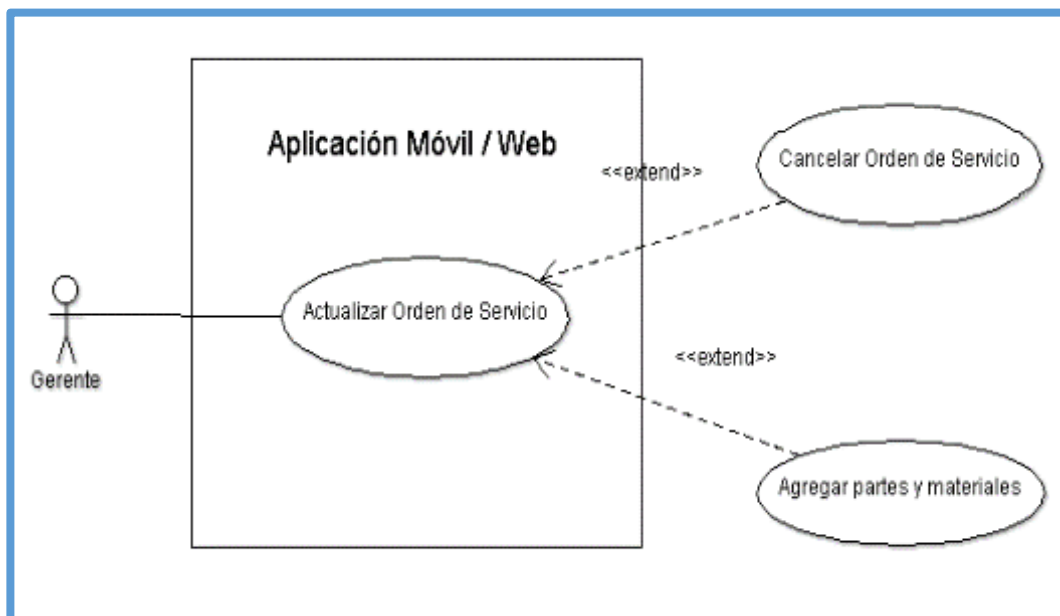 Aplicación Móvil / Web
Cancelar Orden de Servicio
<<extend>>
Actualizar Orden de Servicio
<<extend>>
Gerente
Agregar partes y materiales